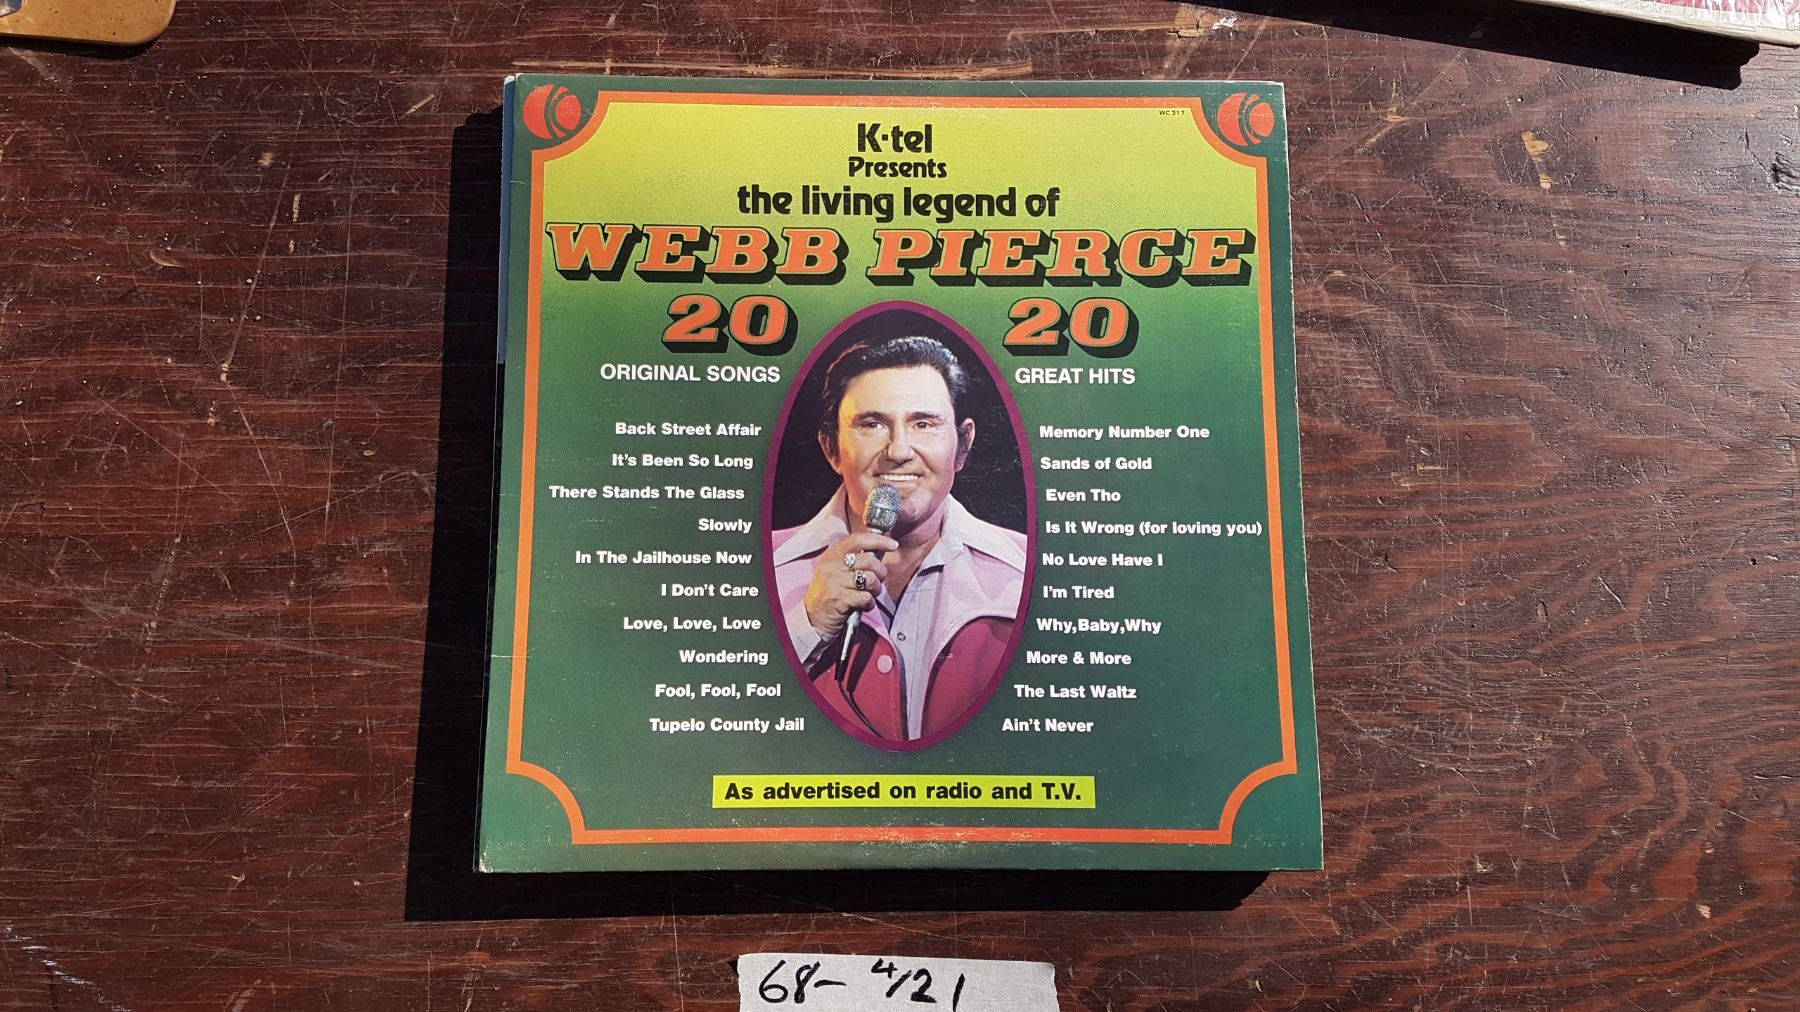 WC 317
K·tel
Presents
the living legend of
WEBB PIERCE
20
ORIGINAL SONGS
Back Street Affair
It's Been So Long
There Stands The Glass
Slowly
In The Jailhouse Now
I Don't Care
Love, Love, Love
Wondering
Fool, Fool, Fool
Tupelo County Jail
20
GREAT HITS
Memory Number One
Sands of Gold
Even Tho
Is It Wrong (for loving you)
No Love Have I
I'm Tired
Why,Baby,Why
More & More
The Last Waltz
Ain't Never
As advertised on radio and T.V.
68- 4/21